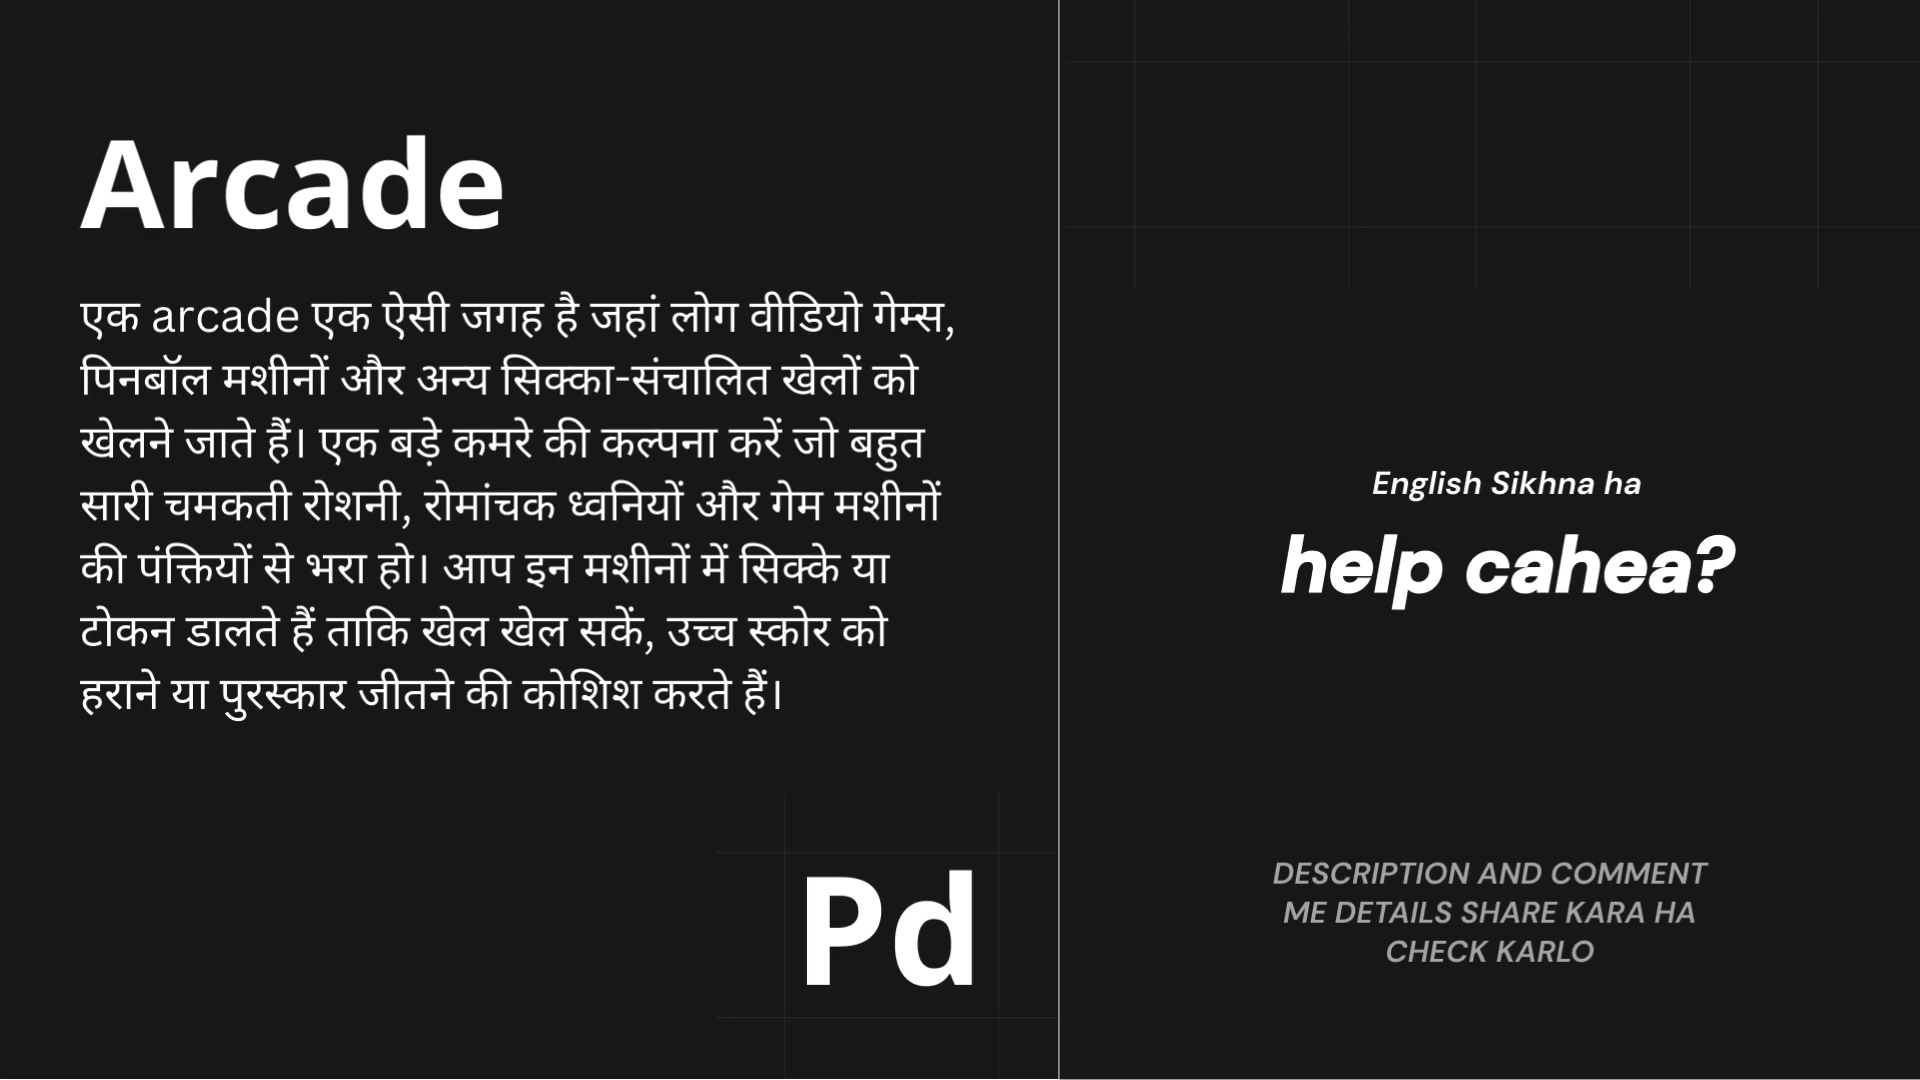 Arcade
एक arcade एक ऐसी जगह है जहां लोग वीडियो गेम्स,
पिनबॉल मशीनों और अन्य सिक्का-संचालित खेलों को
खेलने जाते हैं। एक बड़े कमरे की कल्पना करें जो बहुत
सारी चमकती रोशनी, रोमांचक ध्वनियों और गेम मशीनों
की पंक्तियों से भरा हो। आप इन मशीनों में सिक्के या
टोकन डालते हैं ताकि खेल खेल सकें, उच्च स्कोर को
हराने या पुरस्कार जीतने की कोशिश करते हैं।
Pd
English Sikhna ha
help cahea?
DESCRIPTION AND COMMENT
ME DETAILS SHARE KARA HA
CHECK KARLO